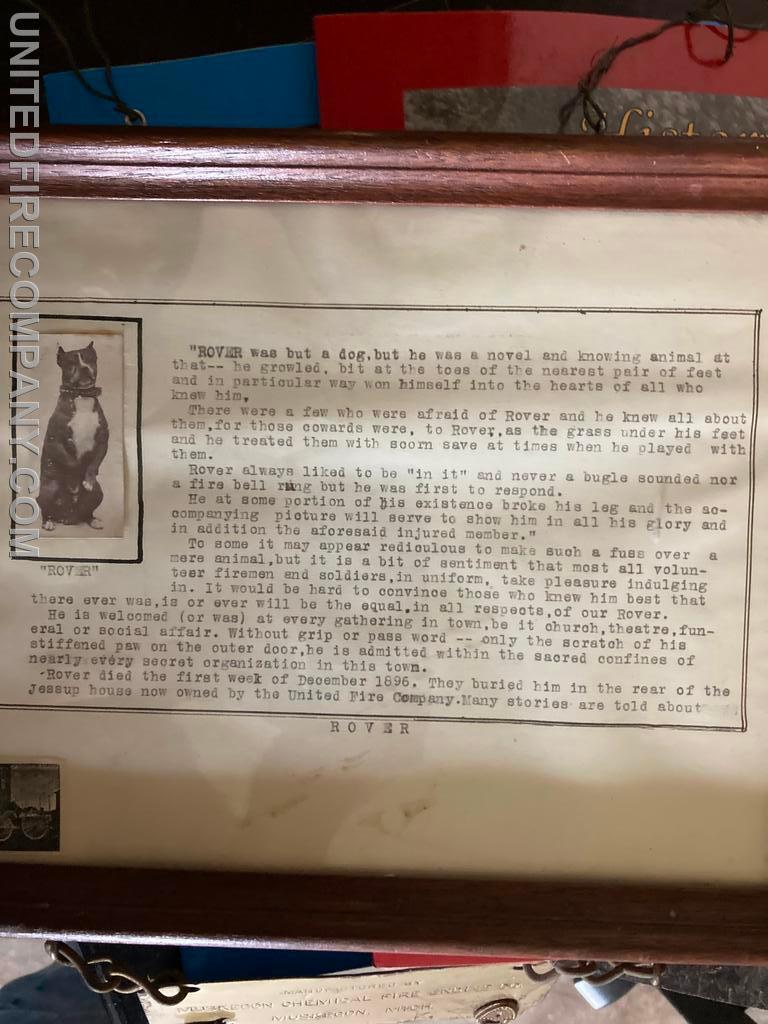 UNITEDFIRECOMPANY.COM
"ROVER was but a dog,but he was a novel and knowing animal at
that-- he growled, bit at the toes of the nearest pair of feet
and in particular way won himself into the hearts of all who
knew him,
There were a few who were afraid of Rover and he knew all about
them,for those cowards were, to Rover,as the grass under his feet
and he treated them with scorn save at times when he played with
them.
Rover always liked to be "in it" and never a bugle sounded nor
a fire bell rang but he was first to respond.
He at some portion of his existence broke his leg and the ac-
companying picture will serve to show him in all his glory and
in addition the aforesaid injured member."
To some it may appear rediculous to make such a fuss over a
mere animal,but it is a bit of sentiment that most all volun-
teer firemen and soldiers,in uniform, take pleasure indulging
in. It would be hard to convince those who knew him best that
there ever was,is or ever will be the equal,in all respects,of our Rover.
He is welcomed (or was) at every gathering in town,be it church,theatre,fun-
eral or social affair. Without grip or pass word -- only the scratch of his
stiffened paw on the outer door,he is admitted within the sacred confines of
nearly every secret organization in this town.
Rover died the first week of December 1896. They buried him in the rear of the
Jessup house now owned by the United Fire Company.Many stories are told about
"ROVER"
ROVER
MANUFACTURED BY
MUSKEGON CHEMICAL FIRE ENGINE CO
MUSKEGON, MICH.